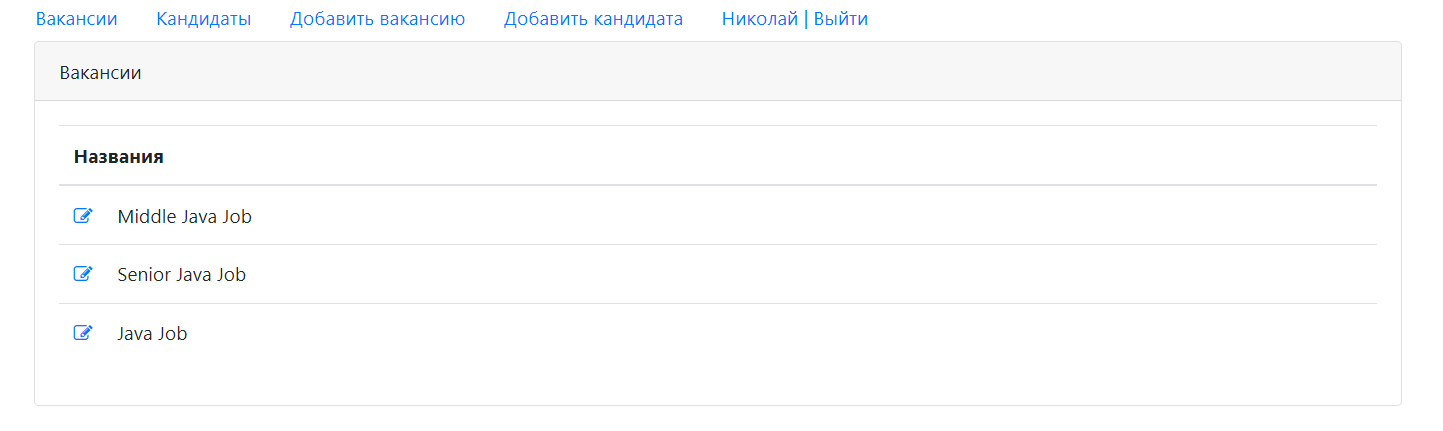 Вакансии Кандидаты Добавить вакансию Добавить кандидата Николай | Выйти
Вакансии
Названия
Middle Java Job
Senior Java Job
Java Job